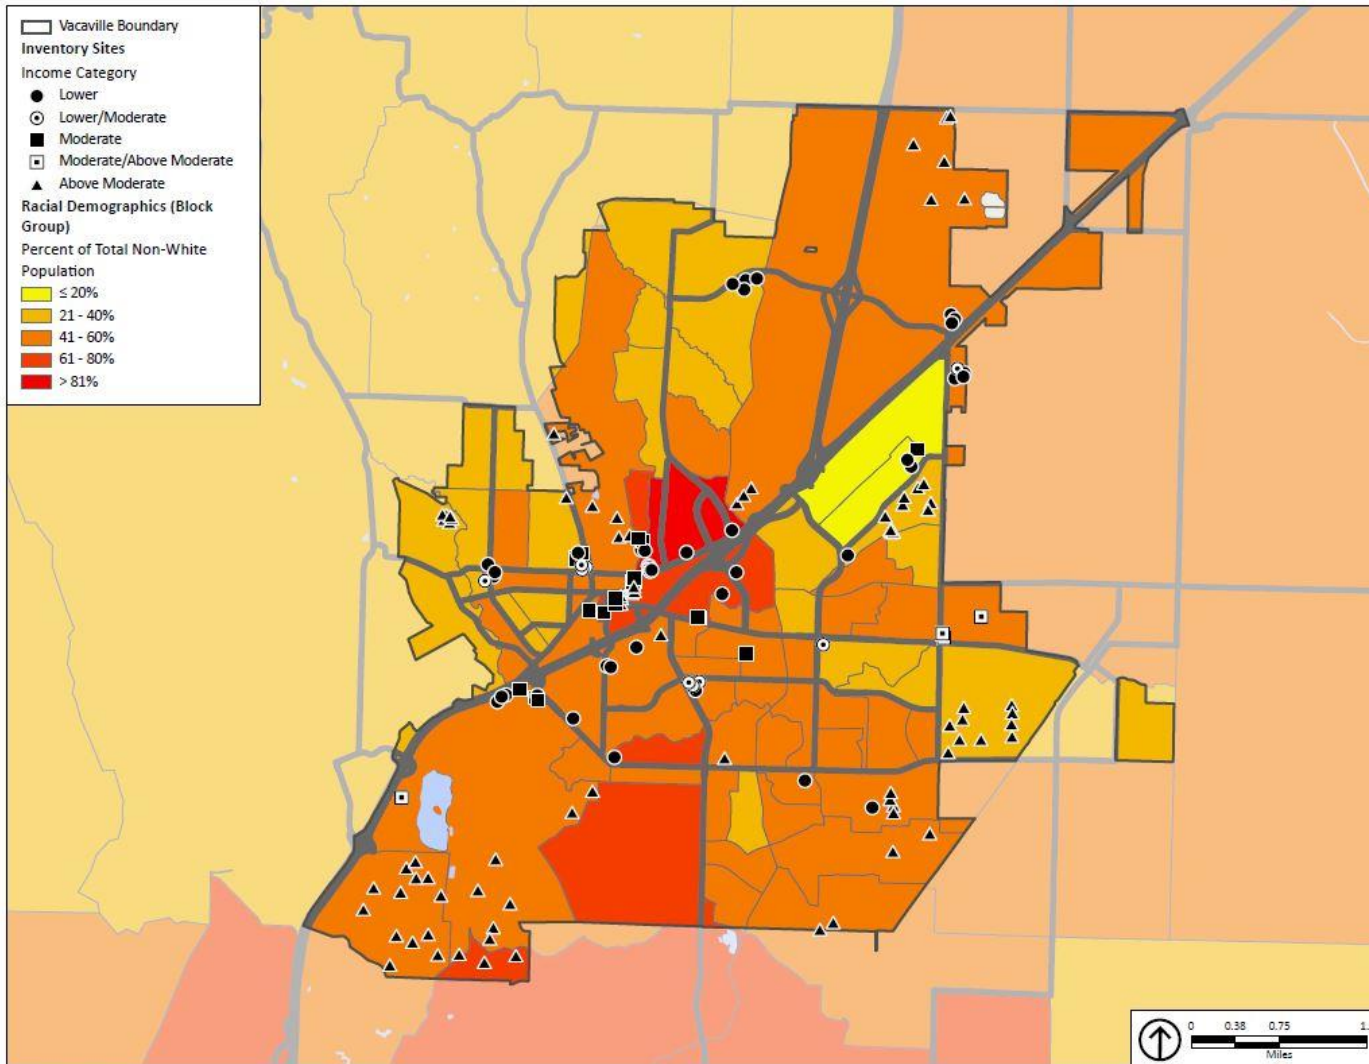 Vacaville Boundary
Inventory Sites
Income Category
Lower
Lower/Moderate
Moderate
Moderate/Above Moderate
Above Moderate
Racial Demographics (Block
Group)
Percent of Total Non-White
Population
≤ 20%
21 - 40%
41 - 60%
61 - 80%
> 81%
0 0.38 0.75 1.
Miles